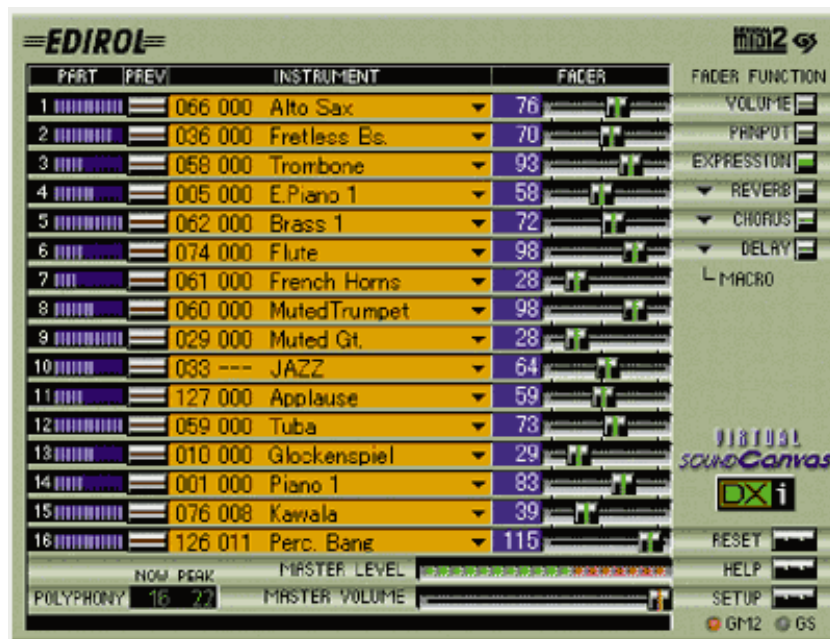 EDIROL
MIDI2 GS
PART PREV INSTRUMENT FADER FADER FUNCTION
1 066 000 Alto Sax 76 VOLUME
2 036 000 Fretless Bs. 70 PANPOT
3 058 000 Trombone 93 EXPRESSION
4 005 000 E.Piano 1 58 REVERB
5 062 000 Brass 1 72 CHORUS
6 074 000 Flute 98 DELAY
7 061 000 French Horns 28 MACRO
8 060 000 MutedTrumpet 98
9 029 000 Muted Gt. 28
10 033 --- JAZZ 64
11 127 000 Applause 59
12 059 000 Tuba 73
13 010 000 Glockenspiel 29
14 001 000 Piano 1 83
15 076 008 Kawala 39
16 126 011 Perc. Bang 115
VIRTUAL
SOUND Canvas
DXi
RESET
NOW PEAK MASTER LEVEL HELP
POLYPHONY 16 22 MASTER VOLUME SETUP
GM2 GS